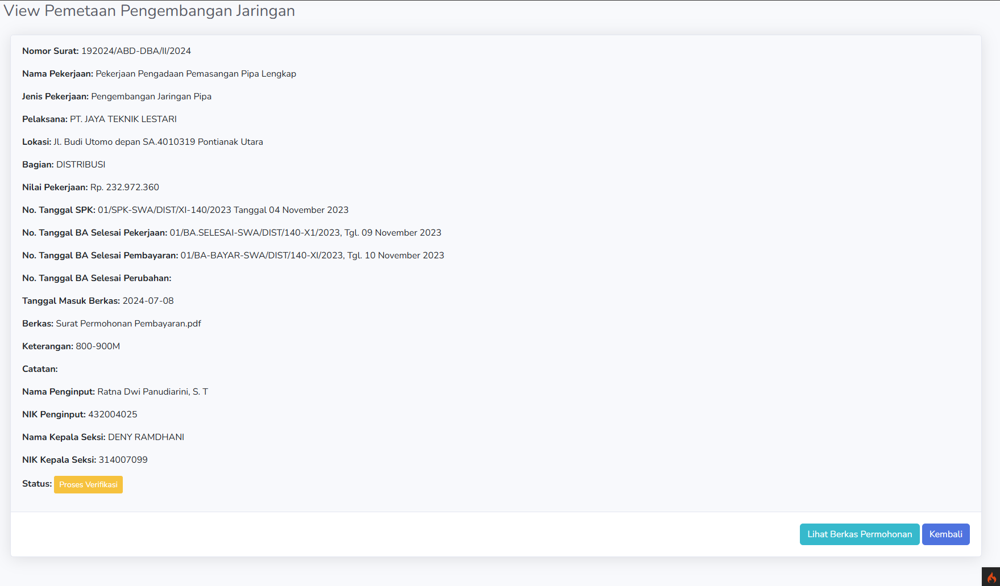 View Pemetaan Pengembangan Jaringan
Nomor Surat: 192024/ABD-DBA/II/2024
Nama Pekerjaan: Pekerjaan Pengadaan Pemasangan Pipa Lengkap
Jenis Pekerjaan: Pengembangan Jaringan Pipa
Pelaksana: PT. JAYA TEKNIK LESTARI
Lokasi: Jl. Budi Utomo depan SA.4010319 Pontianak Utara
Bagian: DISTRIBUSI
Nilai Pekerjaan: Rp. 232.972.360
No. Tanggal SPK: 01/SPK-SWA/DIST/XI-140/2023 Tanggal 04 November 2023
No. Tanggal BA Selesai Pekerjaan: 01/BA.SELESAI-SWA/DIST/140-X1/2023, Tgl. 09 November 2023
No. Tanggal BA Selesai Pembayaran: 01/BA-BAYAR-SWA/DIST/140-XI/2023, Tgl. 10 November 2023
No. Tanggal BA Selesai Perubahan:
Tanggal Masuk Berkas: 2024-07-08
Berkas: Surat Permohonan Pembayaran.pdf
Keterangan: 800-900M
Catatan:
Nama Penginput: Ratna Dwi Panudiarini, S. T
NIK Penginput: 432004025
Nama Kepala Seksi: DENY RAMDHANI
NIK Kepala Seksi: 314007099
Status: Proses Verifikasi
Lihat Berkas Permohonan Kembali